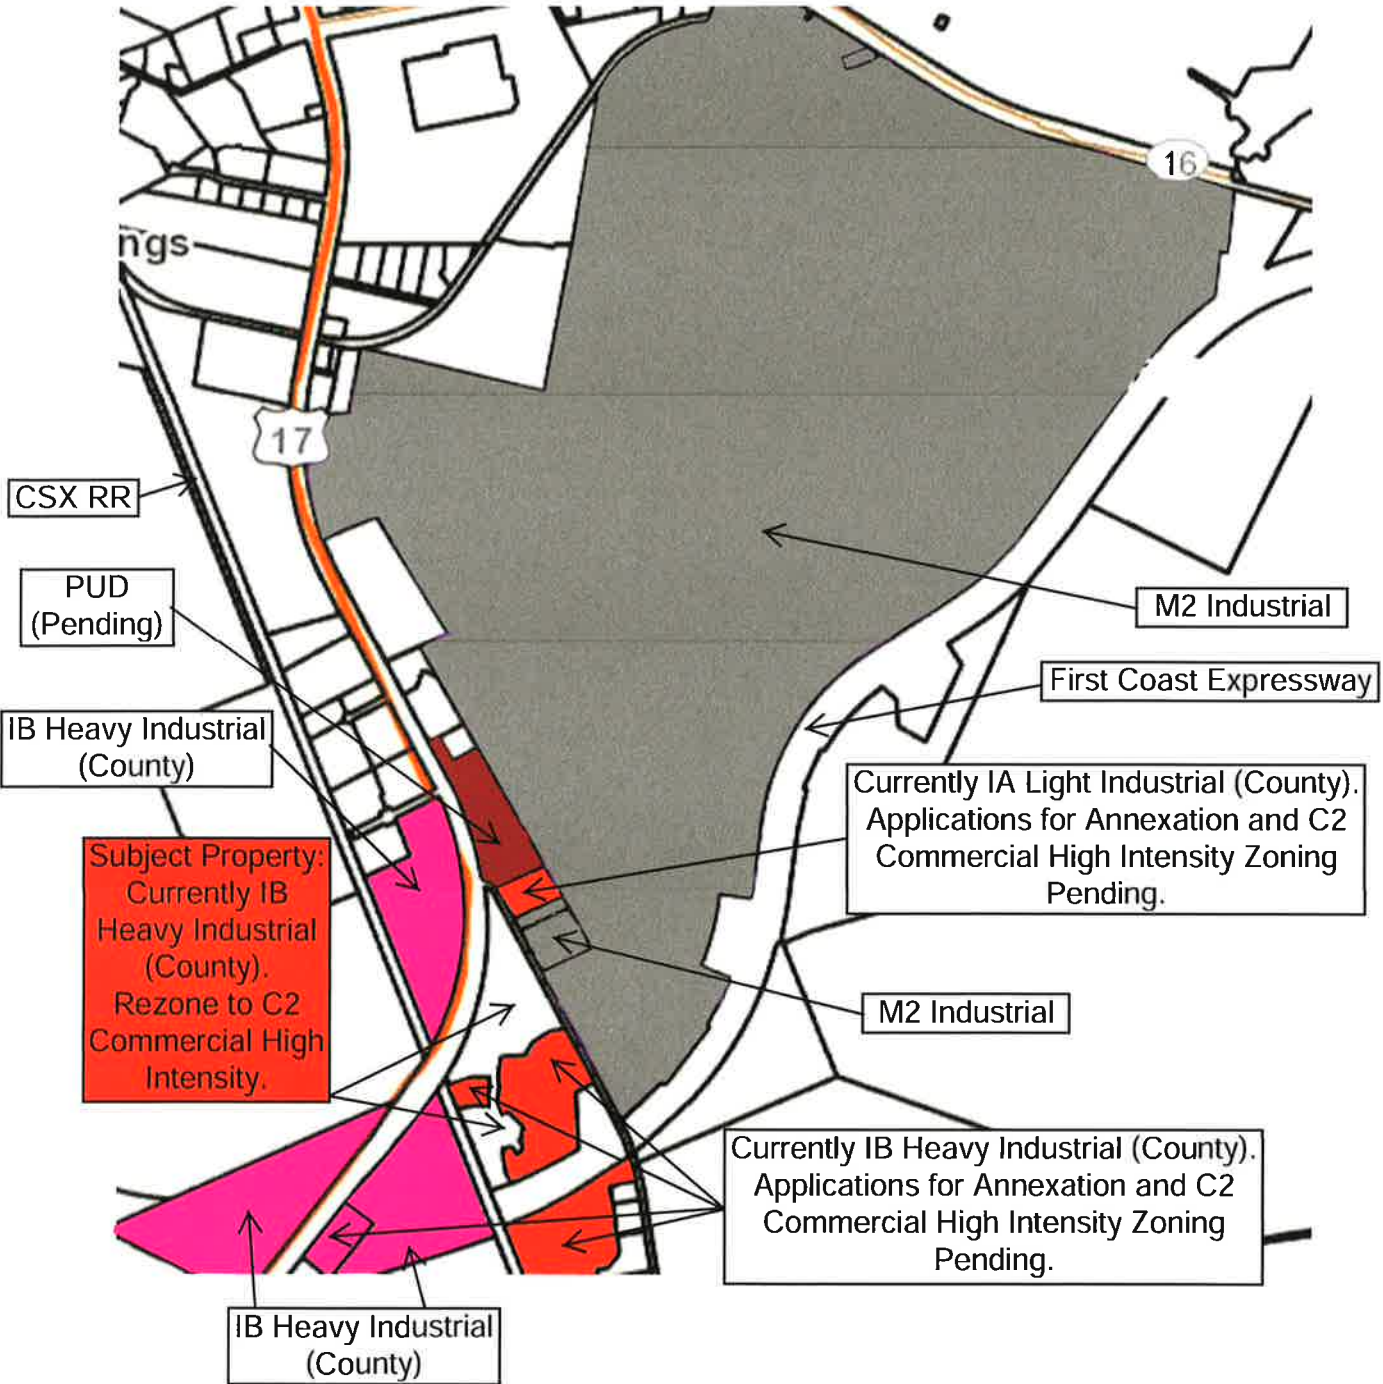 16
ngs
17
CSX RR
PUD
(Pending)
M2 Industrial
First Coast Expressway
IB Heavy Industrial
(County)
Currently IA Light Industrial (County).
Applications for Annexation and C2
Commercial High Intensity Zoning
Pending.
Subject Property:
Currently IB
Heavy Industrial
(County).
Rezone to C2
Commercial High
Intensity.
M2 Industrial
Currently IB Heavy Industrial (County).
Applications for Annexation and C2
Commercial High Intensity Zoning
Pending.
IB Heavy Industrial
(County)